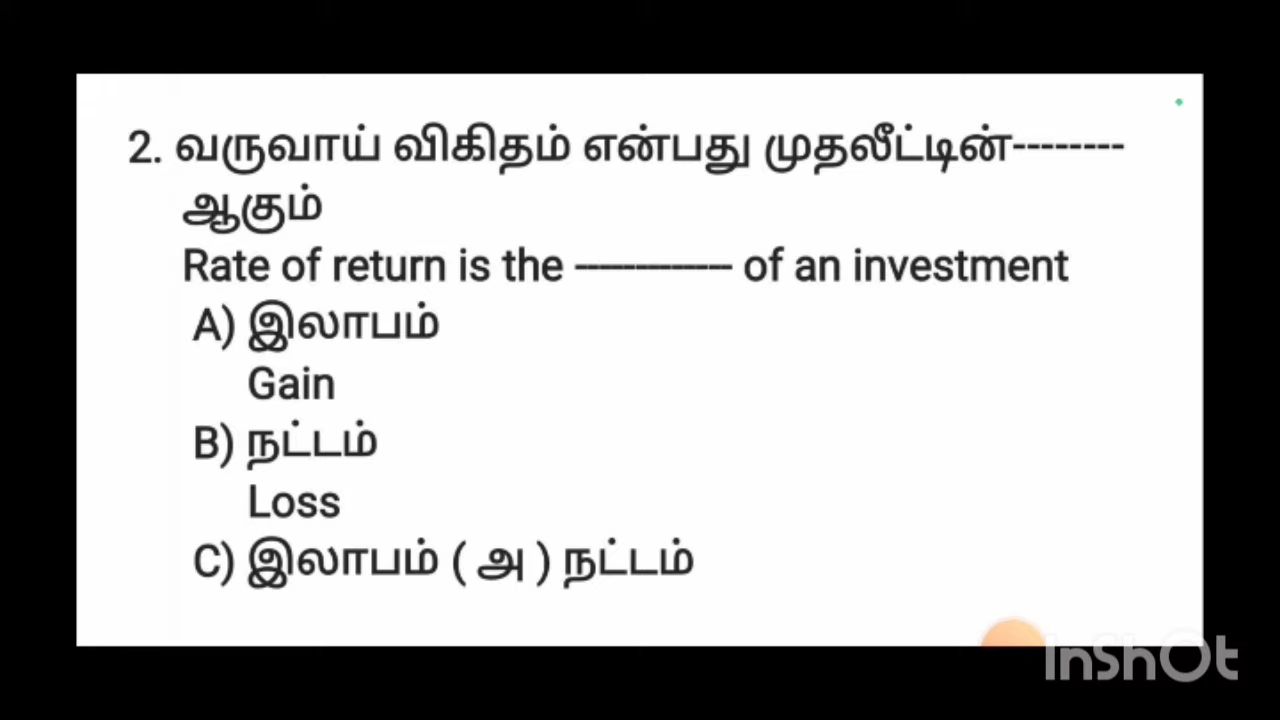 2. வருவாய் விகிதம் என்பது முதலீட்டின்--------
ஆகும்
Rate of return is the ------------- of an investment
A) இலாபம்
Gain
B) நட்டம்
Loss
C) இலாபம் ( அ ) நட்டம்
InShOt